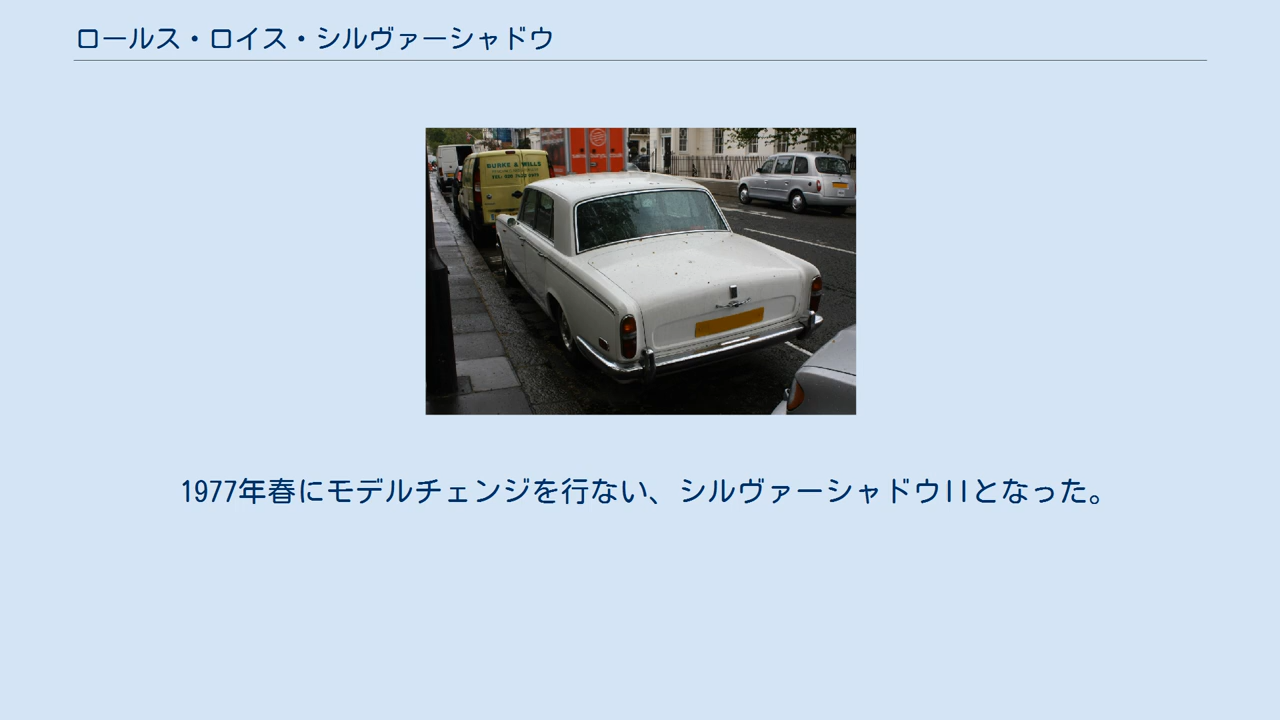 ロールス・ロイス・シルヴァーシャドウ
BURKE & WILLS
1977年春にモデルチェンジを行ない、シルヴァーシャドウIIとなった。